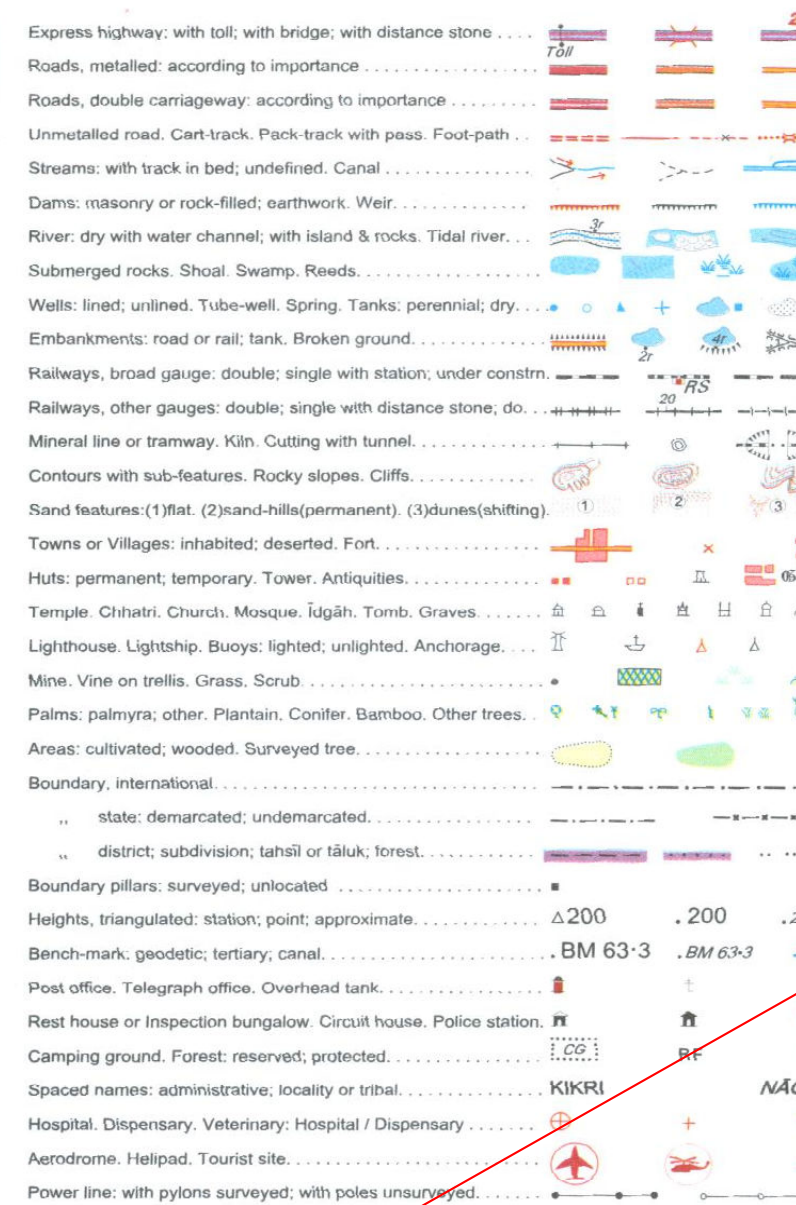 Express highway: with toll; with bridge; with distance stone . . . . Toll
Roads, metalled: according to importance . . . . . . . . . . . . . . . . .
Roads, double carriageway: according to importance . . . . . . . . .
Unmetalled road. Cart-track. Pack-track with pass. Foot-path . .
Streams: with track in bed; undefined. Canal . . . . . . . . . . . . . . .
Dams: masonry or rock-filled; earthwork. Weir. . . . . . . . . . . . . .
River: dry with water channel; with island & rocks. Tidal river. . . 3r
Submerged rocks. Shoal. Swamp. Reeds. . . . . . . . . . . . . . . . . .
Wells: lined; unlined. Tube-well. Spring. Tanks: perennial; dry. . . .
Embankments: road or rail; tank. Broken ground. . . . . . . . . . . . . 2r 4r
Railways, broad gauge: double; single with station; under constrn. RS
Railways, other gauges: double; single with distance stone; do. . . 20
Mineral line or tramway. Kiln. Cutting with tunnel. . . . . . . . . . . .
Contours with sub-features. Rocky slopes. Cliffs. . . . . . . . . . . . . 100
Sand features:(1)flat. (2)sand-hills(permanent). (3)dunes(shifting). 1 2 3
Towns or Villages: inhabited; deserted. Fort. . . . . . . . . . . . . . . .
Huts: permanent; temporary. Tower. Antiquities. . . . . . . . . . . . . .
Temple. Chhatri. Church. Mosque. Īdgāh. Tomb. Graves. . . . . . .
Lighthouse. Lightship. Buoys: lighted; unlighted. Anchorage. . . .
Mine. Vine on trellis. Grass. Scrub. . . . . . . . . . . . . . . . . . . . . . .
Palms: palmyra; other. Plantain. Conifer. Bamboo. Other trees. .
Areas: cultivated; wooded. Surveyed tree. . . . . . . . . . . . . . . . . .
Boundary, international. . . . . . . . . . . . . . . . . . . . . . . . . . . . . .
,, state: demarcated; undemarcated. . . . . . . . . . . . . . . . .
,, district; subdivision; tahsīl or tāluk; forest. . . . . . . . . . . .
Boundary pillars: surveyed; unlocated . . . . . . . . . . . . . . . . . . . .
Heights, triangulated: station; point; approximate. . . . . . . . . . . . . △200 .200
Bench-mark: geodetic; tertiary; canal. . . . . . . . . . . . . . . . . . . . . .BM 63·3 .BM 63·3
Post office. Telegraph office. Overhead tank. . . . . . . . . . . . . . . .
Rest house or Inspection bungalow. Circuit house. Police station.
Camping ground. Forest: reserved; protected. . . . . . . . . . . . . . . CG RF
Spaced names: administrative; locality or tribal. . . . . . . . . . . . . . KIKRI
Hospital. Dispensary. Veterinary: Hospital / Dispensary . . . . . . .
Aerodrome. Helipad. Tourist site. . . . . . . . . . . . . . . . . . . . . . . .
Power line: with pylons surveyed; with poles unsurveyed. . . . . . .